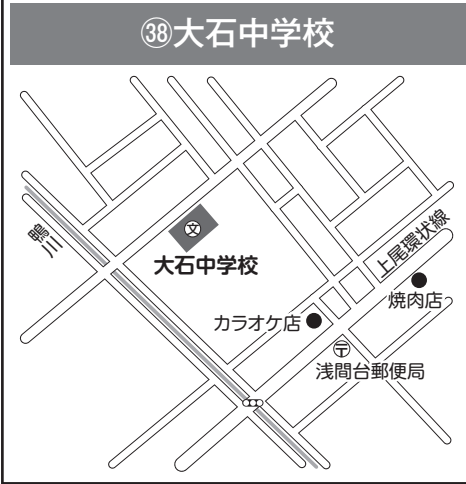 ㊳大石中学校
鴨川
文
大石中学校
上尾環状線
焼肉店
カラオケ店
〒
浅間台郵便局